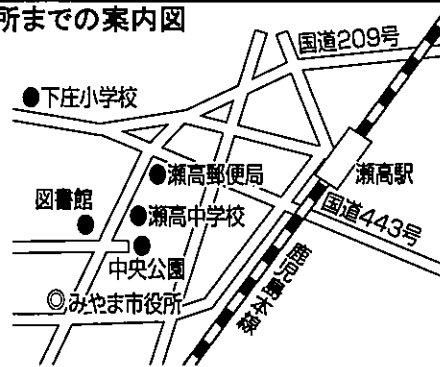 所までの案内図
国道209号
下庄小学校
瀬高郵便局
瀬高駅
図書館
瀬高中学校
国道443号
中央公園
鹿児島本線
みやま市役所